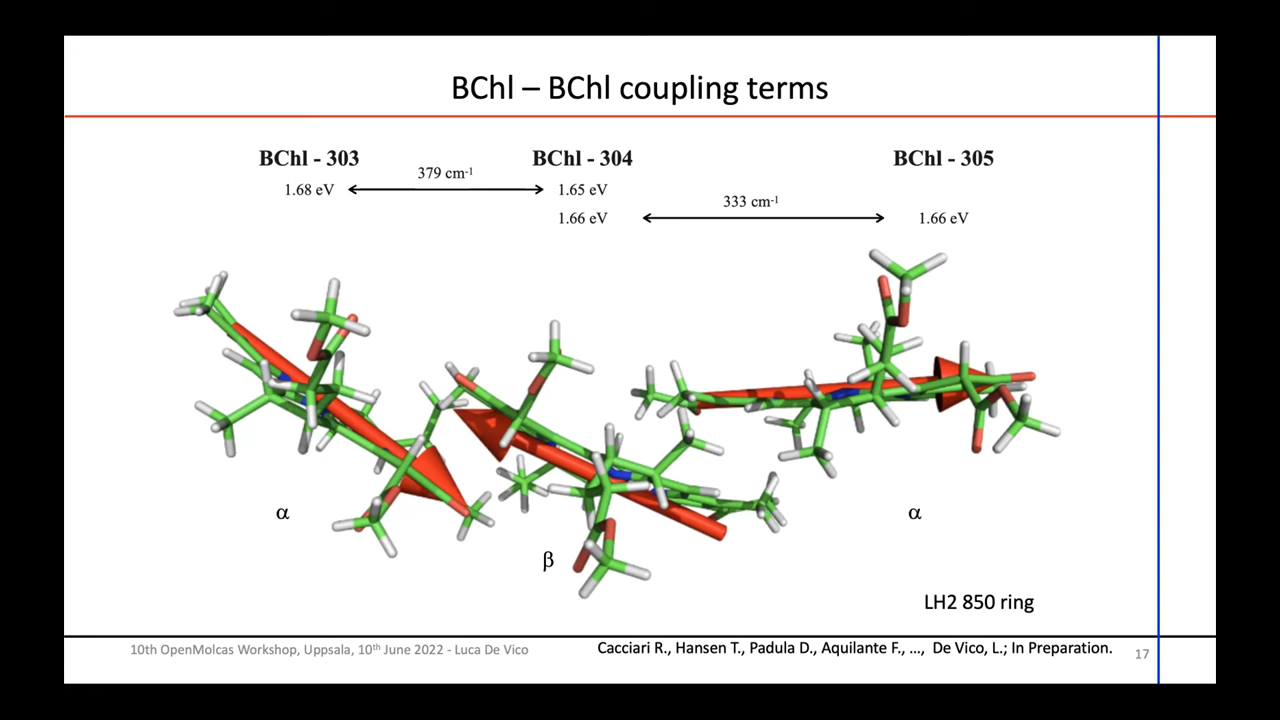 BChl – BChl coupling terms
BChl - 303 BChl - 304 BChl - 305
379 cm⁻¹
1.68 eV 1.65 eV
333 cm⁻¹
1.66 eV 1.66 eV
α α
β
LH2 850 ring
10th OpenMolcas Workshop, Uppsala, 10ᵗʰ June 2022 - Luca De Vico Cacciari R., Hansen T., Padula D., Aquilante F., ..., De Vico, L.; In Preparation. 17